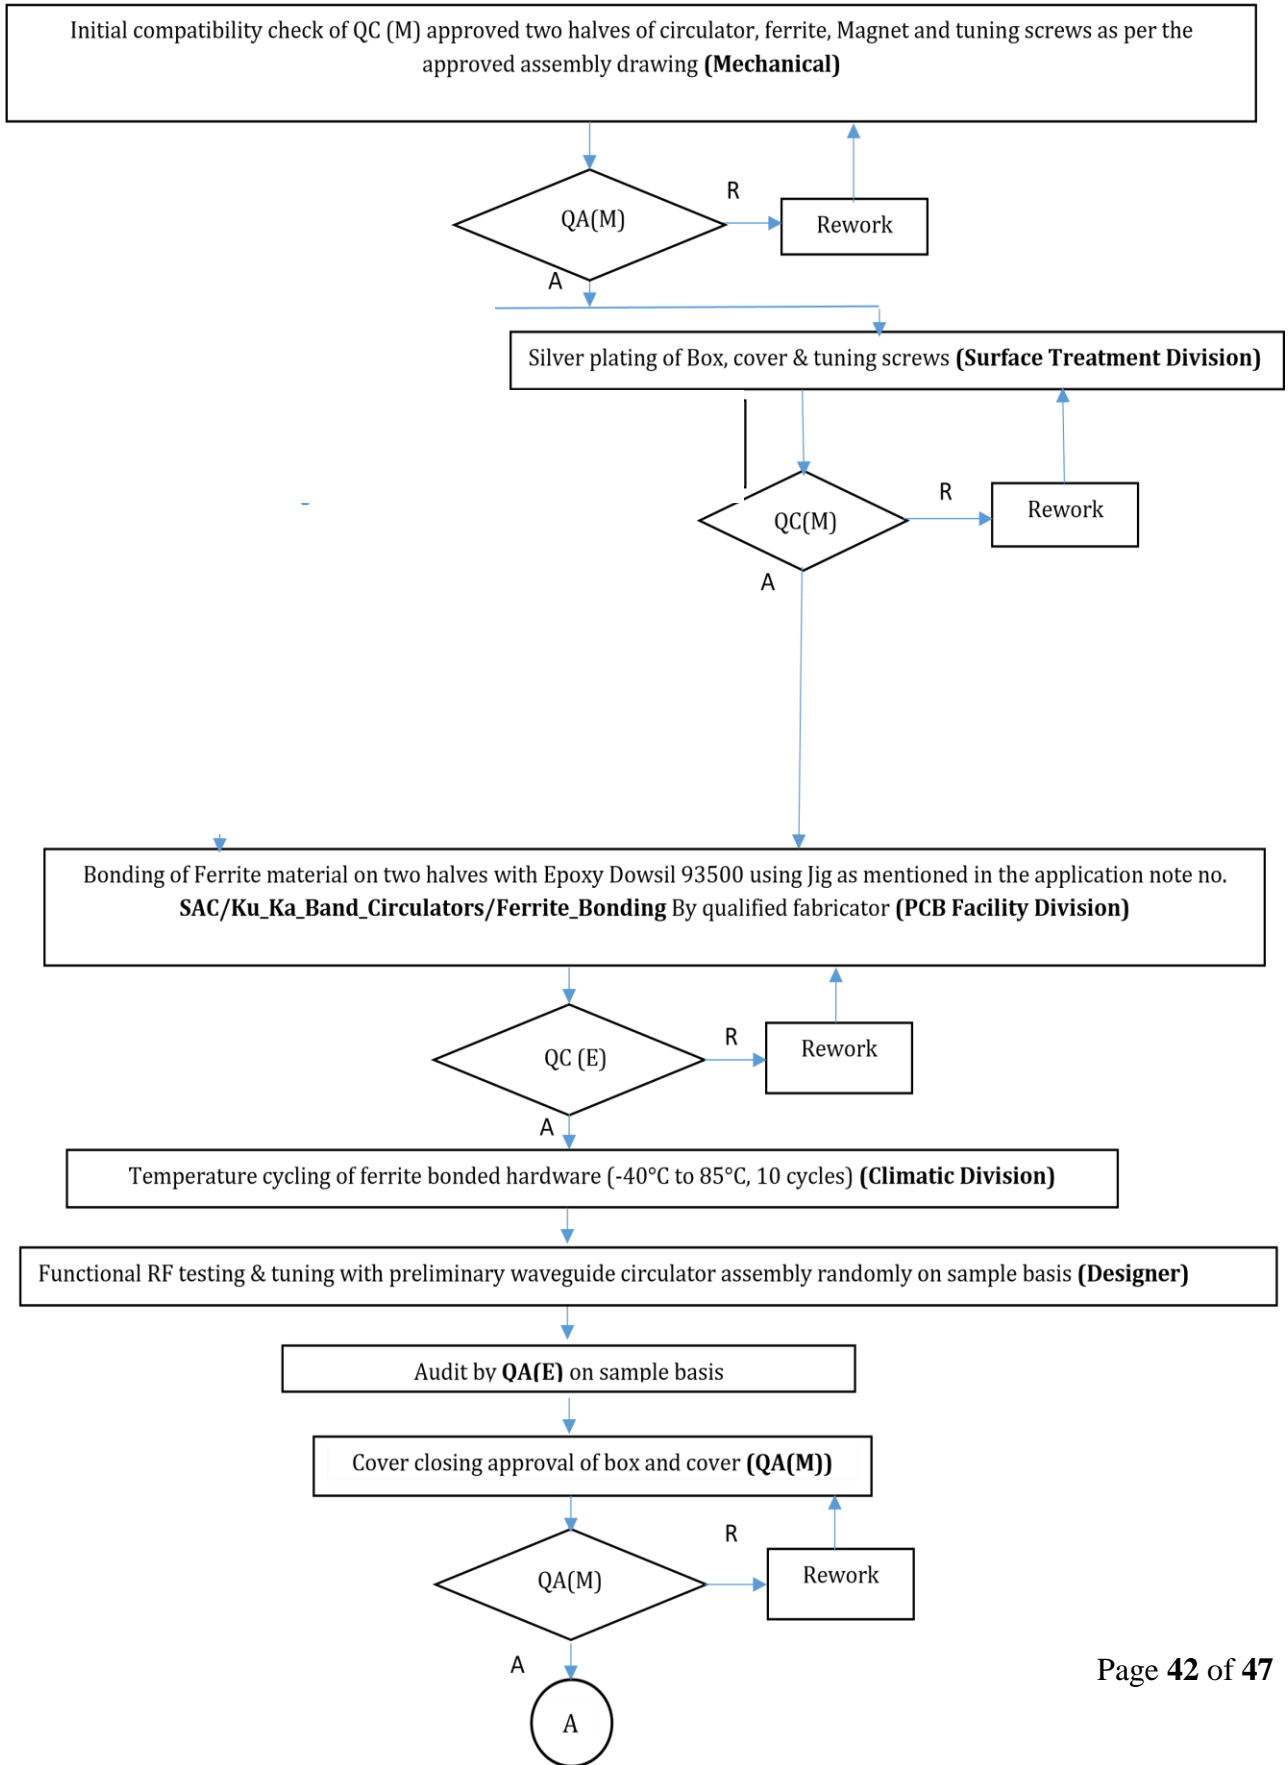 Initial compatibility check of QC (M) approved two halves of circulator, ferrite, Magnet and tuning screws as per the
approved assembly drawing (Mechanical)
QA(M)
R
Rework
A
Silver plating of Box, cover & tuning screws (Surface Treatment Division)
QC(M)
R
Rework
A
Bonding of Ferrite material on two halves with Epoxy Dowsil 93500 using Jig as mentioned in the application note no.
SAC/Ku_Ka_Band_Circulators/Ferrite_Bonding By qualified fabricator (PCB Facility Division)
QC (E)
R
Rework
A
Temperature cycling of ferrite bonded hardware (-40°C to 85°C, 10 cycles) (Climatic Division)
Functional RF testing & tuning with preliminary waveguide circulator assembly randomly on sample basis (Designer)
Audit by QA(E) on sample basis
Cover closing approval of box and cover (QA(M))
QA(M)
R
Rework
A
A
Page 42 of 47